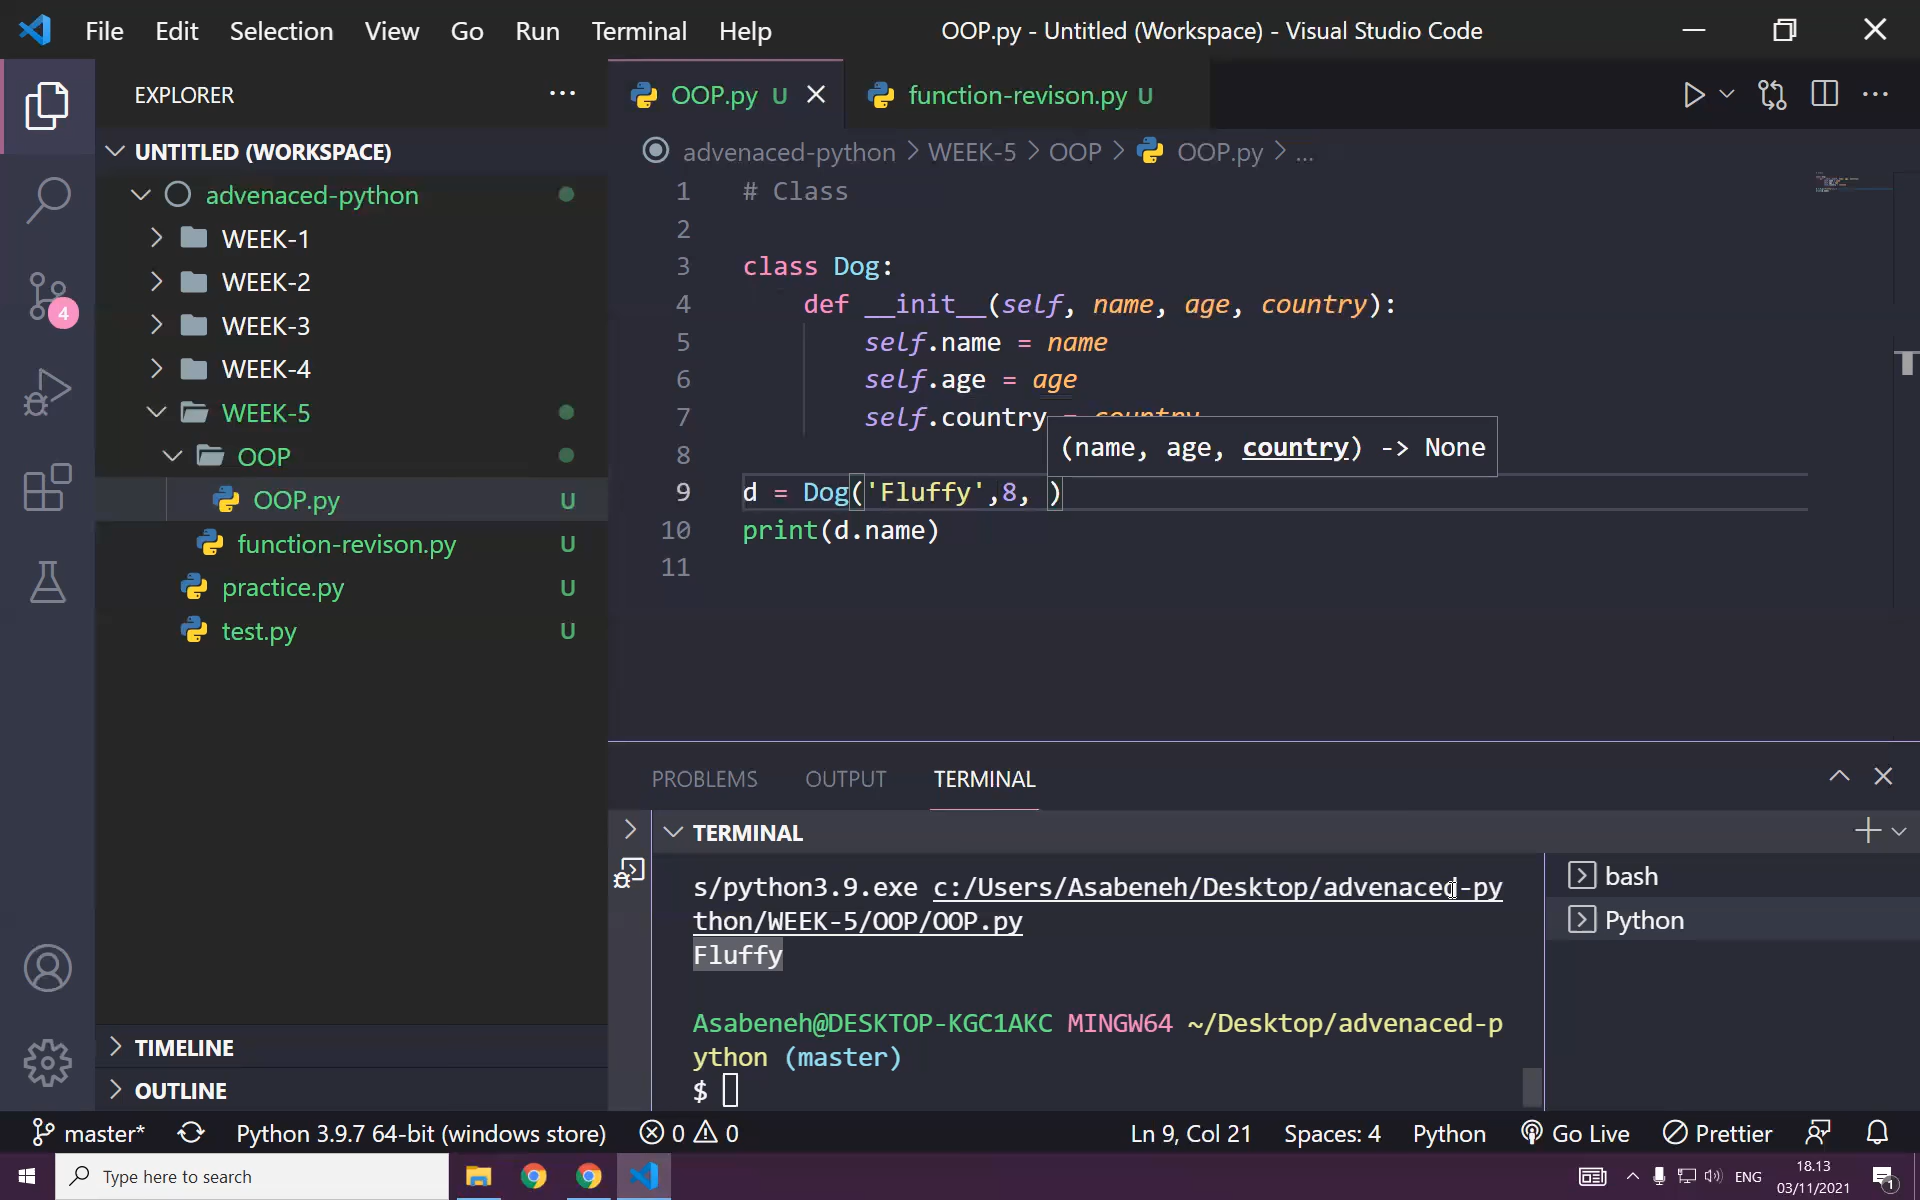 File Edit Selection View Go Run Terminal Help
OOP.py - Untitled (Workspace) - Visual Studio Code
EXPLORER
UNTITLED (WORKSPACE)
advenaced-python
WEEK-1
WEEK-2
WEEK-3
WEEK-4
WEEK-5
OOP
OOP.py U
function-revison.py U
practice.py U
test.py U
TIMELINE
OUTLINE
4
OOP.py U
function-revison.py U
advenaced-python > WEEK-5 > OOP > OOP.py > ...
1 # Class
2
3 class Dog:
4 def __init__(self, name, age, country):
5 self.name = name
6 self.age = age
7 self.country = country
(name, age, country) -> None
8
9 d = Dog('Fluffy',8, )
10 print(d.name)
11
PROBLEMS OUTPUT TERMINAL
TERMINAL
s/python3.9.exe c:/Users/Asabeneh/Desktop/advenaced-py
thon/WEEK-5/OOP/OOP.py
Fluffy
Asabeneh@DESKTOP-KGC1AKC MINGW64 ~/Desktop/advenaced-p
ython (master)
$
bash
Python
master* Python 3.9.7 64-bit (windows store) 0 0 Ln 9, Col 21 Spaces: 4 Python Go Live Prettier
Type here to search
ENG
18.13
03/11/2021
1